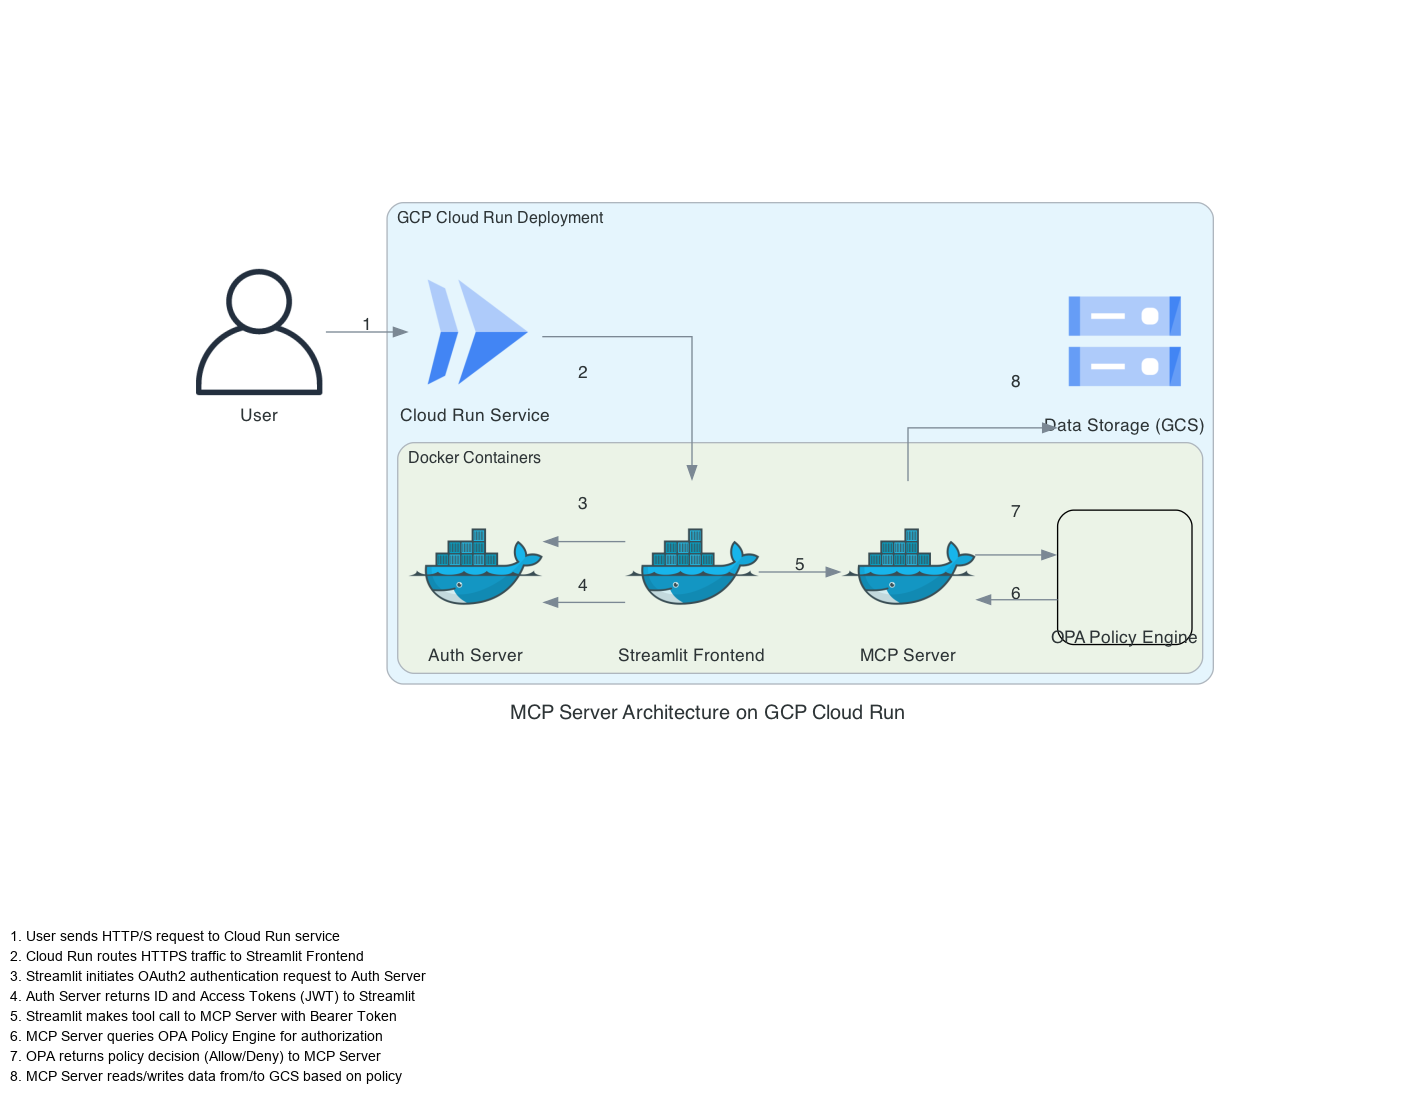 GCP Cloud Run Deployment
1
User
Cloud Run Service
2
8
Data Storage (GCS)
Docker Containers
3
7
5
4
6
OPA Policy Engine
Auth Server
Streamlit Frontend
MCP Server
MCP Server Architecture on GCP Cloud Run
1. User sends HTTP/S request to Cloud Run service
2. Cloud Run routes HTTPS traffic to Streamlit Frontend
3. Streamlit initiates OAuth2 authentication request to Auth Server
4. Auth Server returns ID and Access Tokens (JWT) to Streamlit
5. Streamlit makes tool call to MCP Server with Bearer Token
6. MCP Server queries OPA Policy Engine for authorization
7. OPA returns policy decision (Allow/Deny) to MCP Server
8. MCP Server reads/writes data from/to GCS based on policy